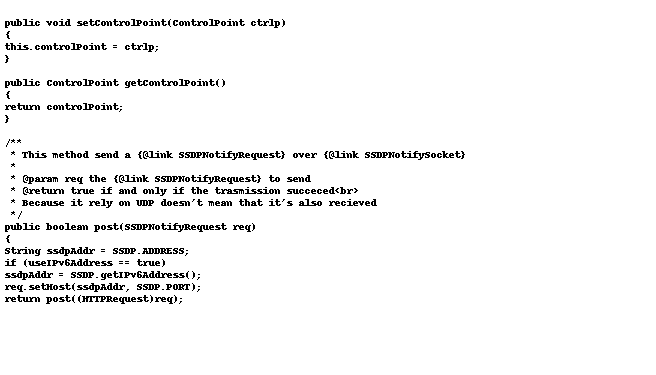 public void setControlPoint(ControlPoint ctrlp)
{
this.controlPoint = ctrlp;
}

public ControlPoint getControlPoint()
{
return controlPoint;
}

/**
 * This method send a {@link SSDPNotifyRequest} over {@link SSDPNotifySocket}
 *
 * @param req the {@link SSDPNotifyRequest} to send
 * @return true if and only if the trasmission succeced<br>
 * Because it rely on UDP doesn't mean that it's also recieved
 */
public boolean post(SSDPNotifyRequest req)
{
String ssdpAddr = SSDP.ADDRESS;
if (useIPv6Address == true)
ssdpAddr = SSDP.getIPv6Address();
req.setHost(ssdpAddr, SSDP.PORT);
return post((HTTPRequest)req);